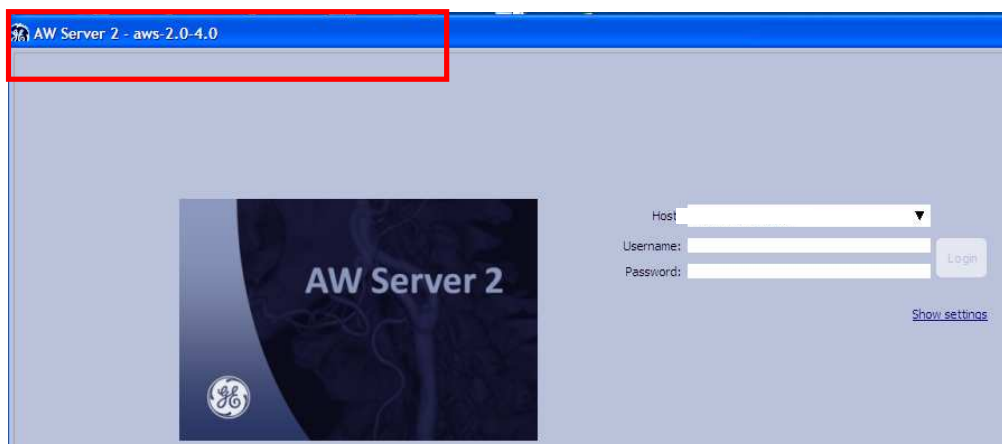 AW Server 2 - aws-2.0-4.0
Host
AW Server 2
Username:
Login
Password:
Show settings